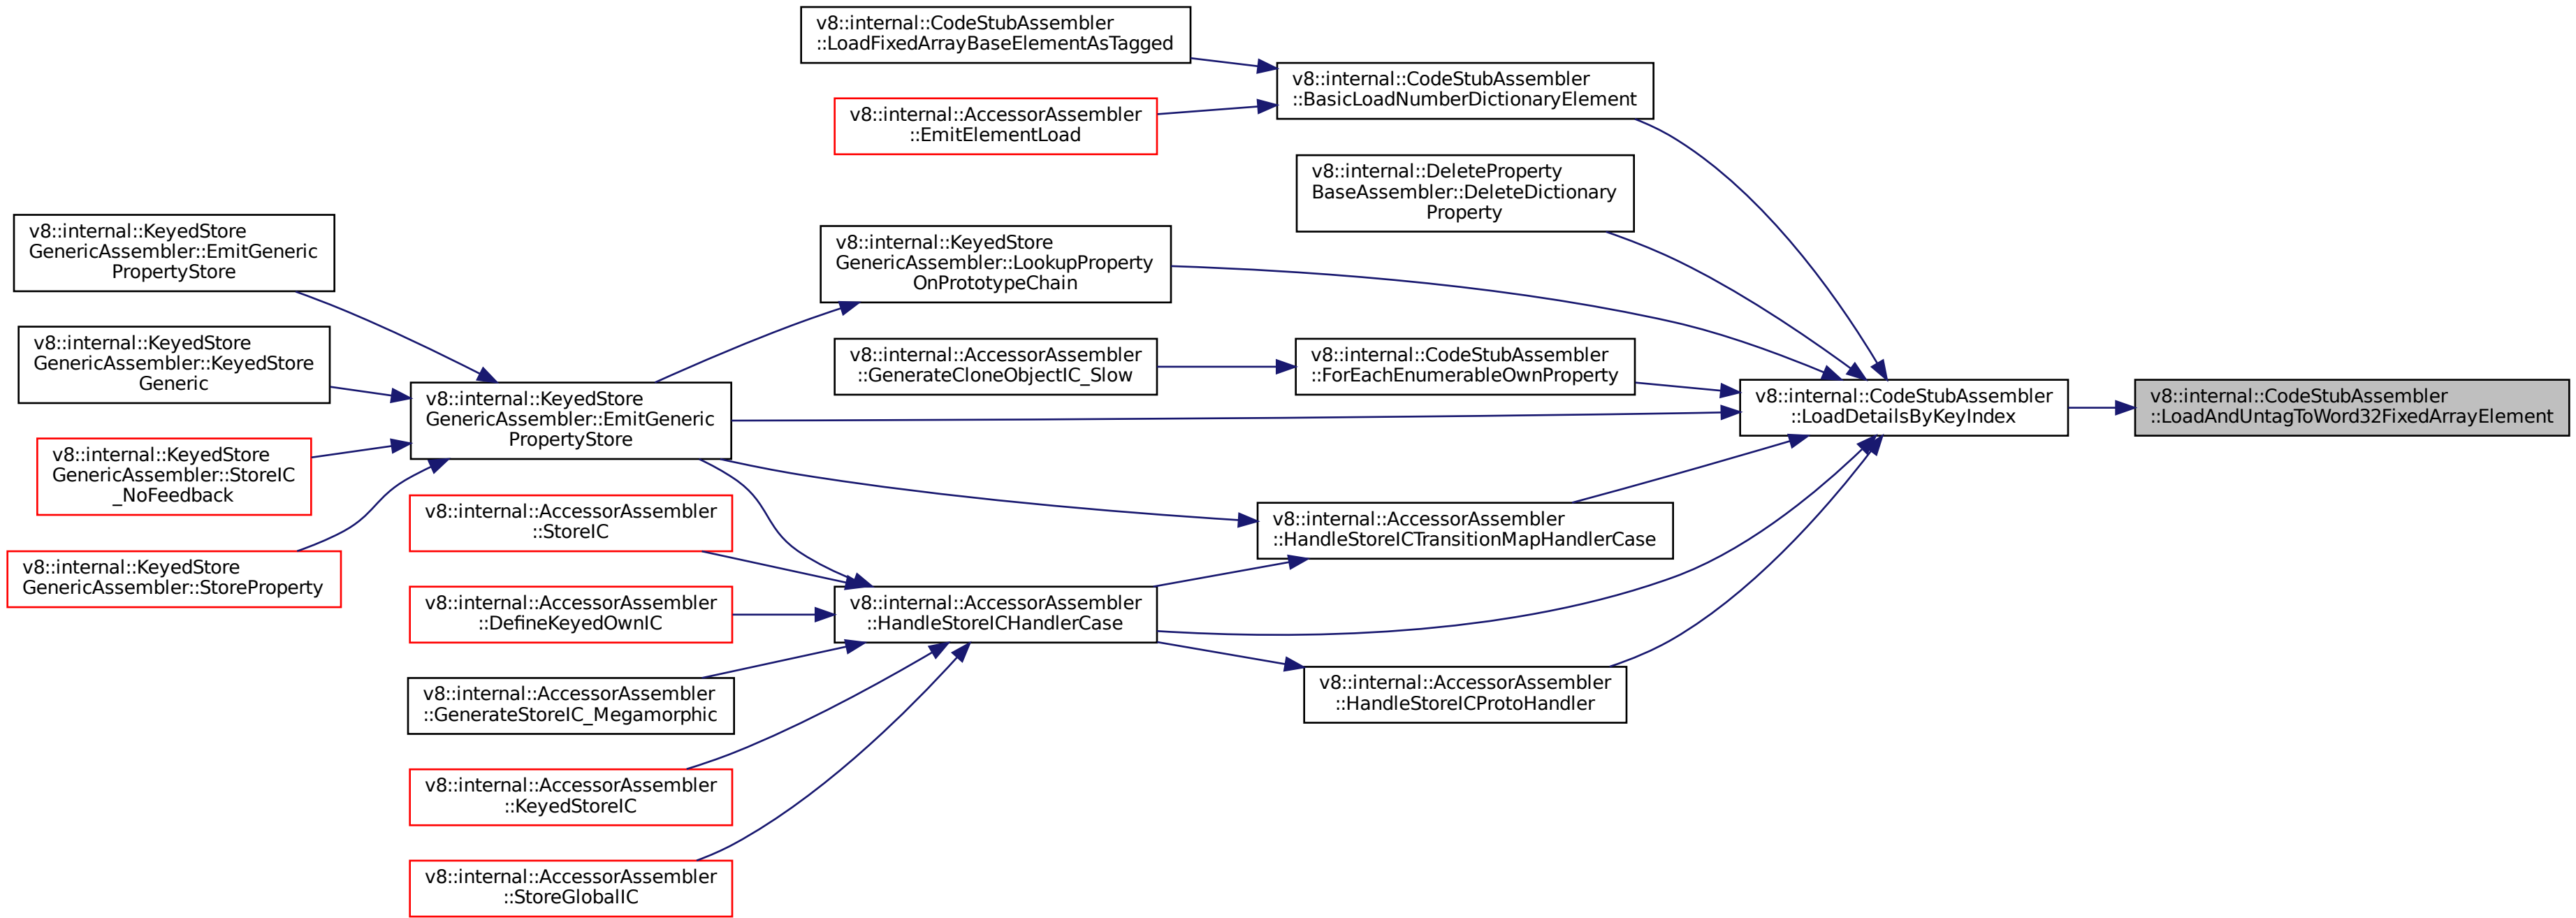 v8::internal::CodeStubAssembler
::LoadFixedArrayBaseElementAsTagged
v8::internal::CodeStubAssembler
::BasicLoadNumberDictionaryElement
v8::internal::AccessorAssembler
::EmitElementLoad
v8::internal::DeleteProperty
BaseAssembler::DeleteDictionary
Property
v8::internal::KeyedStore
GenericAssembler::EmitGeneric
PropertyStore
v8::internal::KeyedStore
GenericAssembler::LookupProperty
OnPrototypeChain
v8::internal::KeyedStore
GenericAssembler::KeyedStore
Generic
v8::internal::AccessorAssembler
::GenerateCloneObjectIC_Slow
v8::internal::CodeStubAssembler
::ForEachEnumerableOwnProperty
v8::internal::KeyedStore
GenericAssembler::EmitGeneric
PropertyStore
v8::internal::CodeStubAssembler
::LoadDetailsByKeyIndex
v8::internal::CodeStubAssembler
::LoadAndUntagToWord32FixedArrayElement
v8::internal::KeyedStore
GenericAssembler::StoreIC
_NoFeedback
v8::internal::AccessorAssembler
::StoreIC
v8::internal::AccessorAssembler
::HandleStoreICTransitionMapHandlerCase
v8::internal::KeyedStore
GenericAssembler::StoreProperty
v8::internal::AccessorAssembler
::DefineKeyedOwnIC
v8::internal::AccessorAssembler
::HandleStoreICHandlerCase
v8::internal::AccessorAssembler
::GenerateStoreIC_Megamorphic
v8::internal::AccessorAssembler
::HandleStoreICProtoHandler
v8::internal::AccessorAssembler
::KeyedStoreIC
v8::internal::AccessorAssembler
::StoreGlobalIC